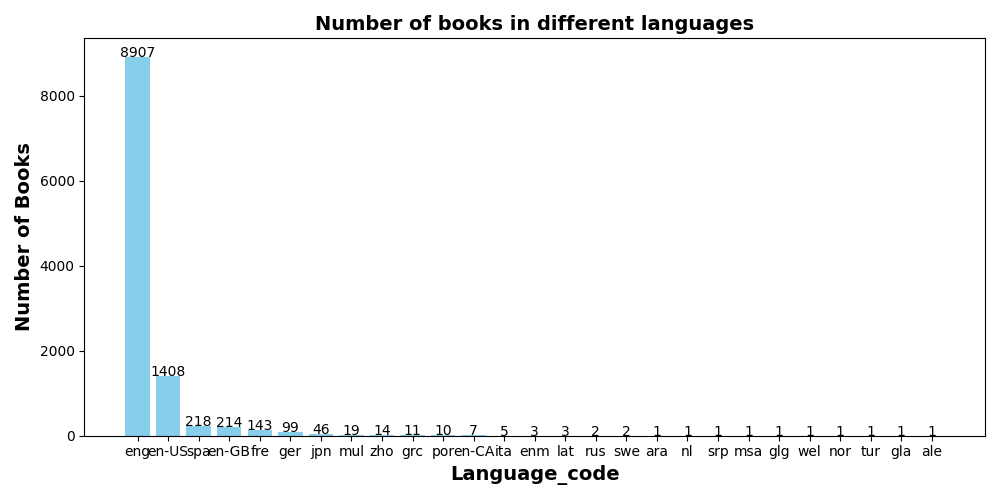 Number of books in different languages
Number of Books
8000
6000
4000
2000
0
8907
1408
218
214
143
99
46
19
14
11
10
7
5
3
3
2
2
1
1
1
1
1
1
1
1
1
1
eng
en-US
spa
en-GB
fre
ger
jpn
mul
zho
grc
por
en-CA
ita
enm
lat
rus
swe
ara
nl
srp
msa
glg
wel
nor
tur
gla
ale
Language_code